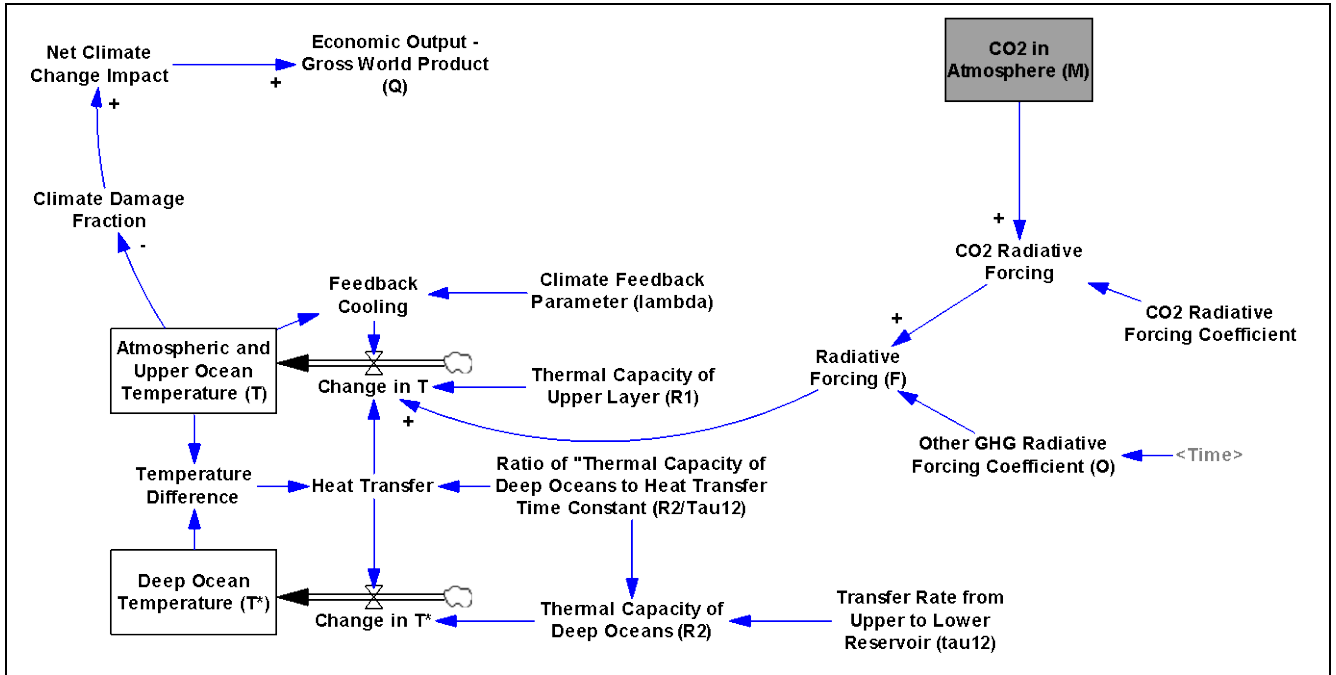 Net Climate
Change Impact
+
+
Economic Output -
Gross World Product
(Q)
CO2 in
Atmosphere (M)
Climate Damage
Fraction
-
+
CO2 Radiative
Forcing
CO2 Radiative
Forcing Coefficient
+
Feedback
Cooling
Climate Feedback
Parameter (lambda)
Atmospheric and
Upper Ocean
Temperature (T)
Change in T
+
Thermal Capacity of
Upper Layer (R1)
Radiative
Forcing (F)
Other GHG Radiative
Forcing Coefficient (O)
<Time>
Temperature
Difference
Heat Transfer
Ratio of "Thermal Capacity of
Deep Oceans to Heat Transfer
Time Constant (R2/Tau12)
Deep Ocean
Temperature (T*)
Change in T*
Thermal Capacity of
Deep Oceans (R2)
Transfer Rate from
Upper to Lower
Reservoir (tau12)